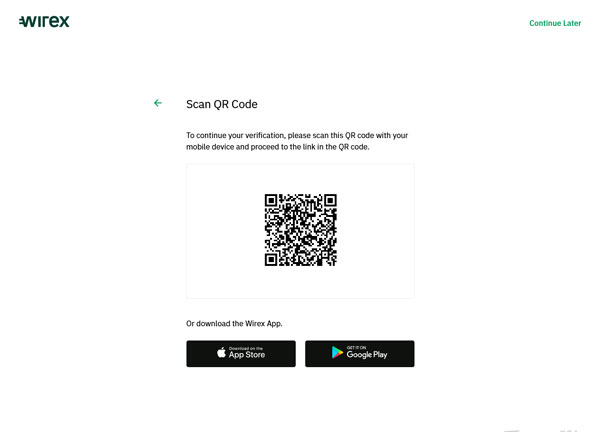 wirex
Continue Later
Scan QR Code
To continue your verification, please scan this QR code with your
mobile device and proceed to the link in the QR code.
Or download the Wirex App.
Download on the
App Store
GET IT ON
Google Play